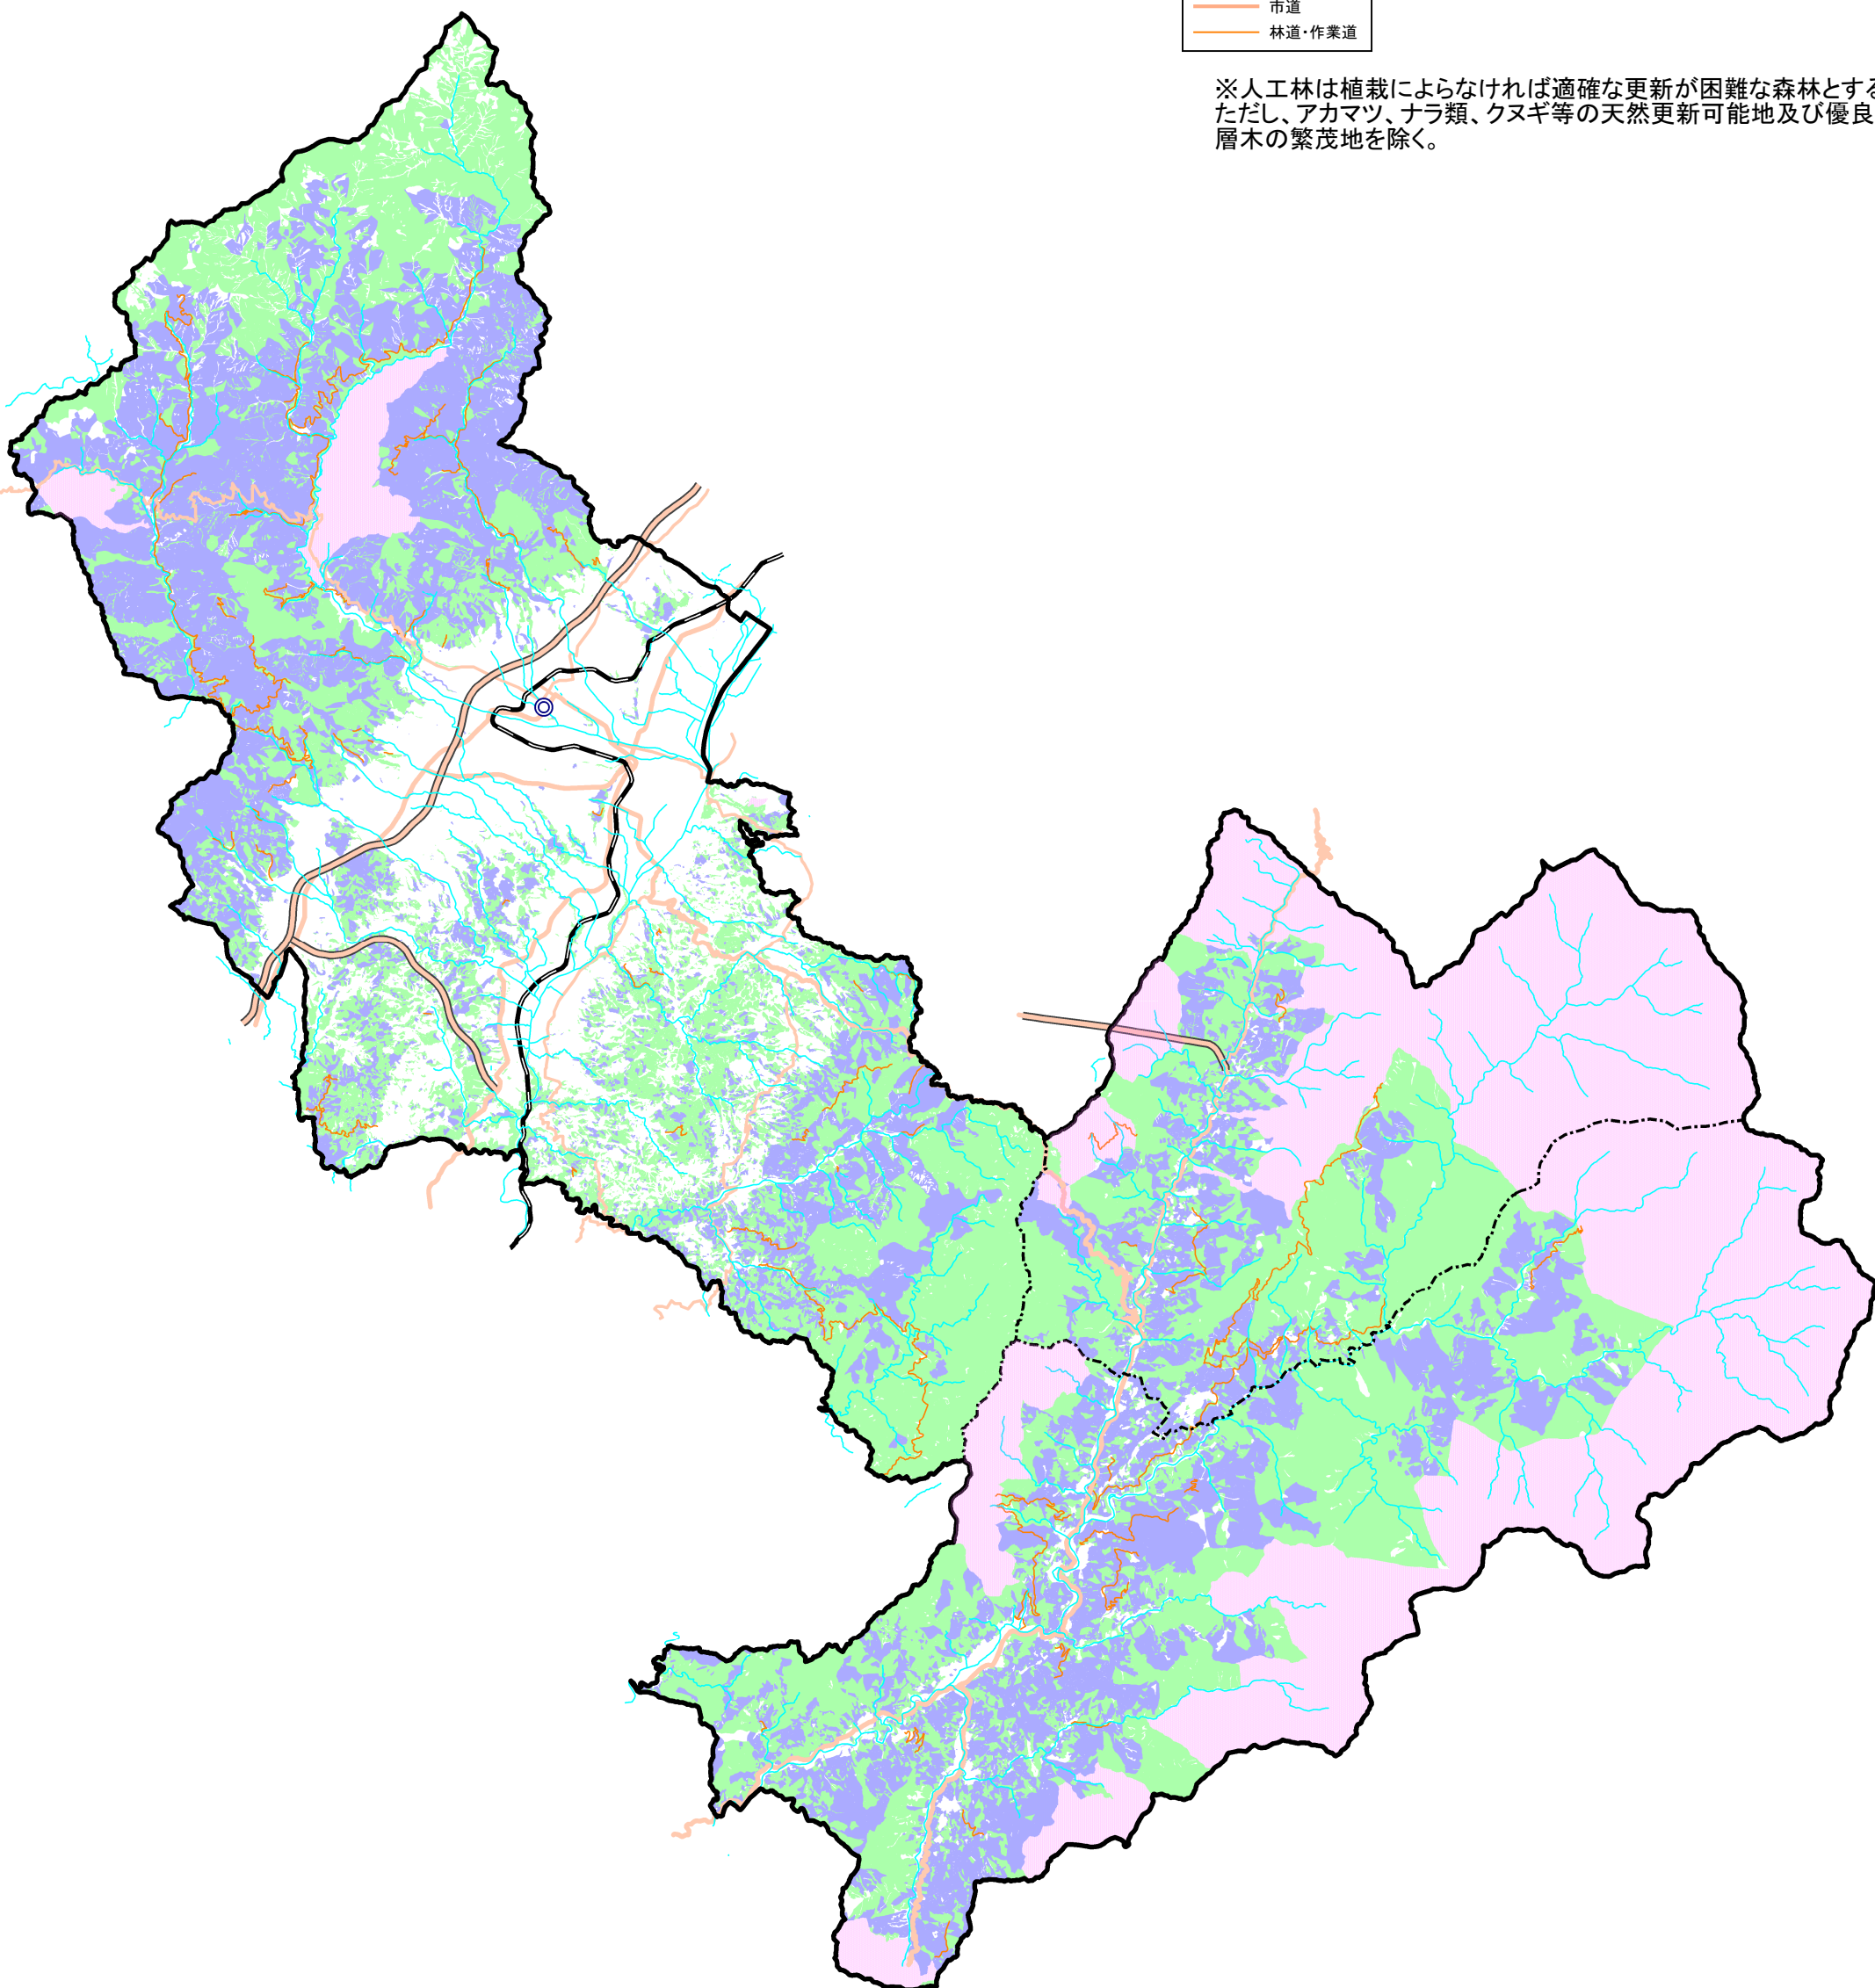 市道
林道・作業道
※人工林は植栽によらなければ適確な更新が困難な森林とする
ただし、アカマツ、ナラ類、クヌギ等の天然更新可能地及び優良
層木の繁茂地を除く。